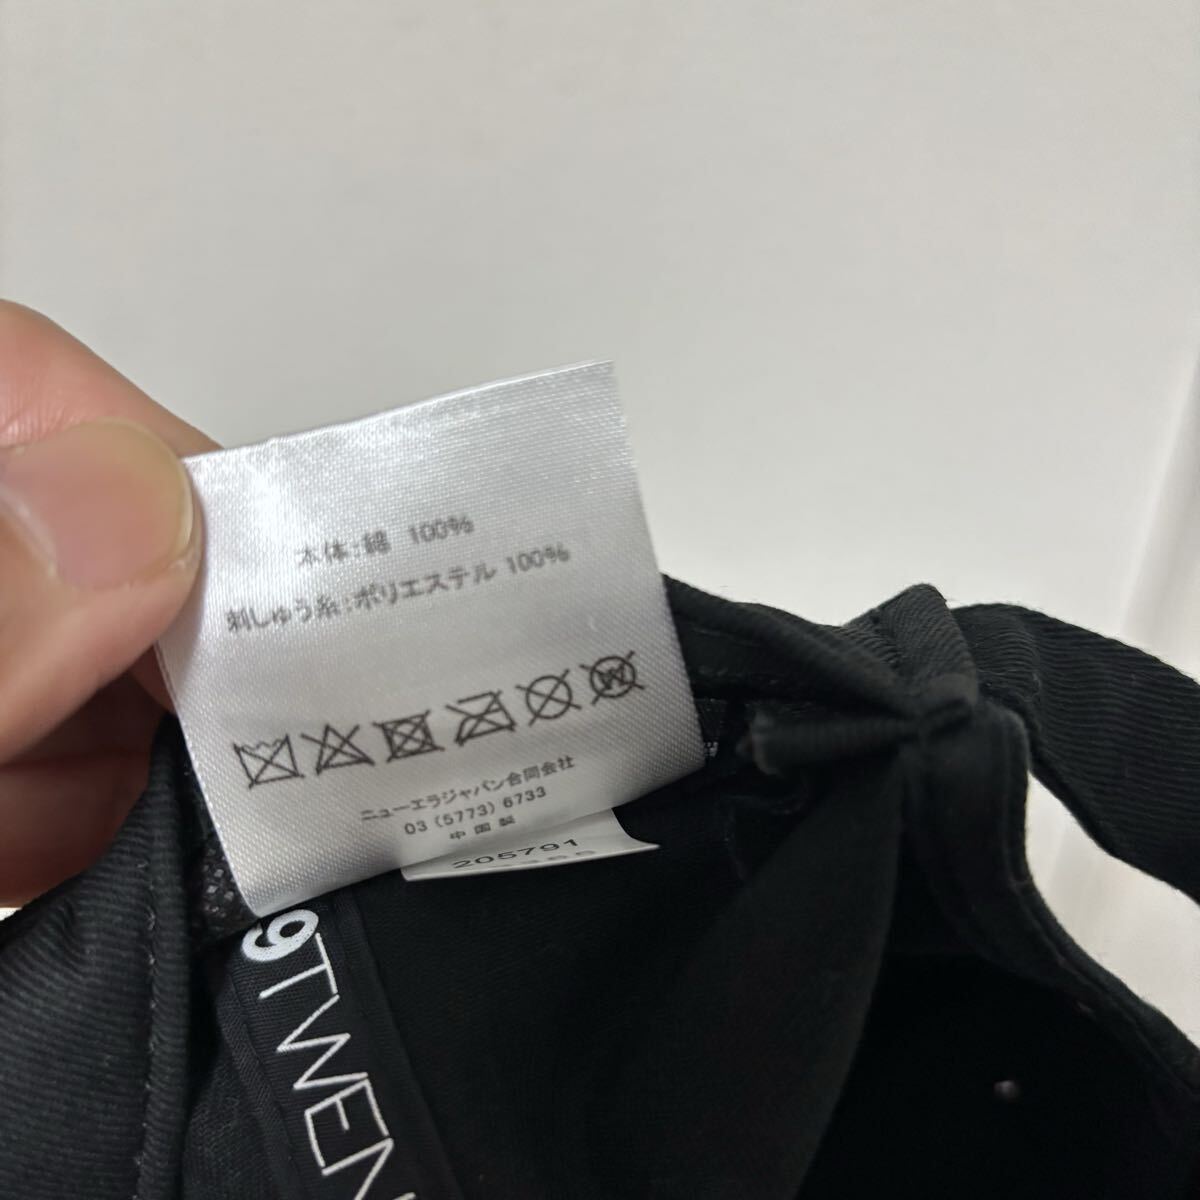 本体:綿 100%
刺しゅう糸:ポリエステル 100%
W
ニューエラジャパン合同会社
03 (5773) 6733
中国製
205791
9TWEN